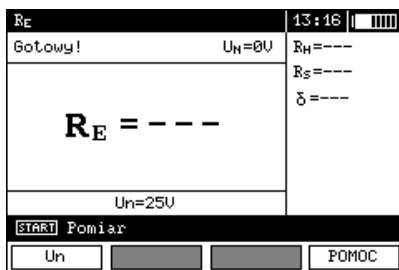 RE 13:16
Gotowy! UN=0V
RH=---
RS=---
δ=---
RE = - - -
Un=25V
START Pomiar
Un POMOC